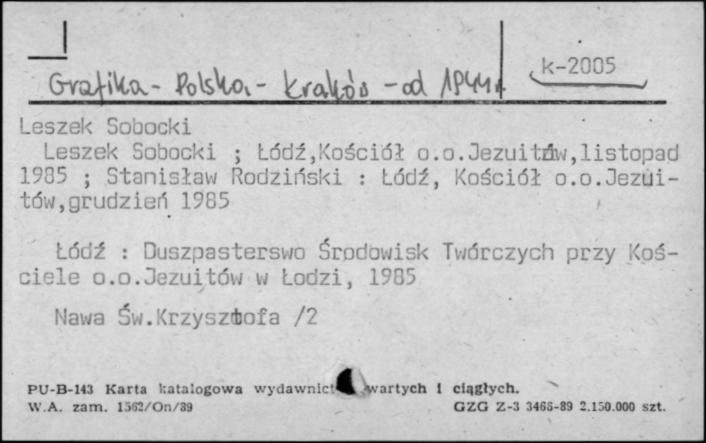 Grafika - Polska - Kraków - od 1944 r.
k-2005
Leszek Sobocki
Leszek Sobocki ; Łódź,Kościół o.o.Jezuitów,listopad
1985 ; Stanisław Rodziński : Łódź, Kościół o.o.Jezui-
tów,grudzień 1985
Łódź : Duszpasterswo Środowisk Twórczych przy Koś-
ciele o.o.Jezuitów w Łodzi, 1985
Nawa Św.Krzysztofa /2
PU-B-143 Karta katalogowa wydawnict wartych i ciągłych.
W.A. zam. 1562/On/89
GZG Z-3 3468-89 2.150.000 szt.